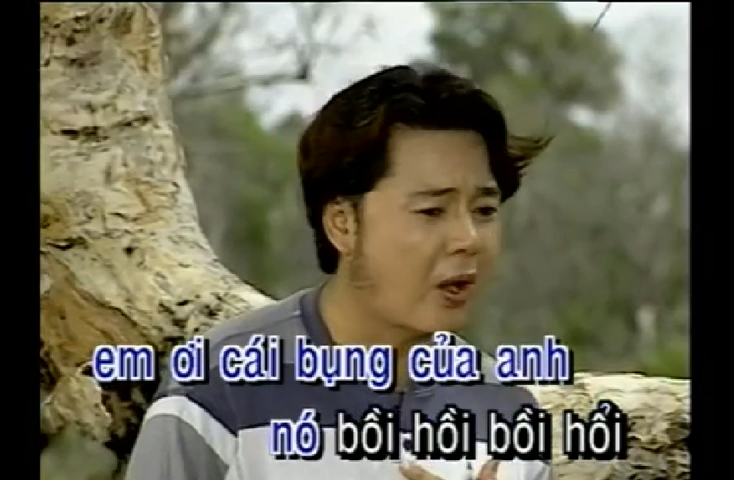 em ơi cái bụng của anh
nó bồi hồi bồi hổi